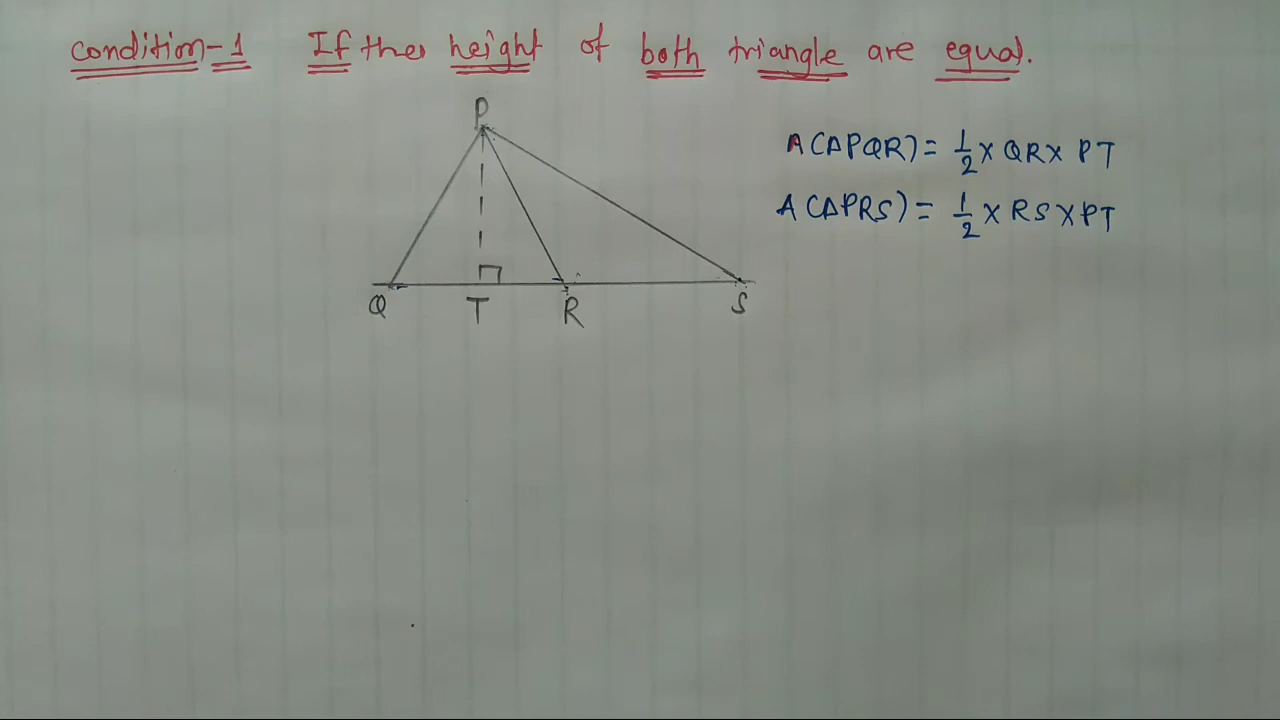 condition-1 If ther height of both triangle are equal.
P
A(ΔPQR) = 1/2 × QR × PT
A(ΔPRS) = 1/2 × RS × PT
Q T R S